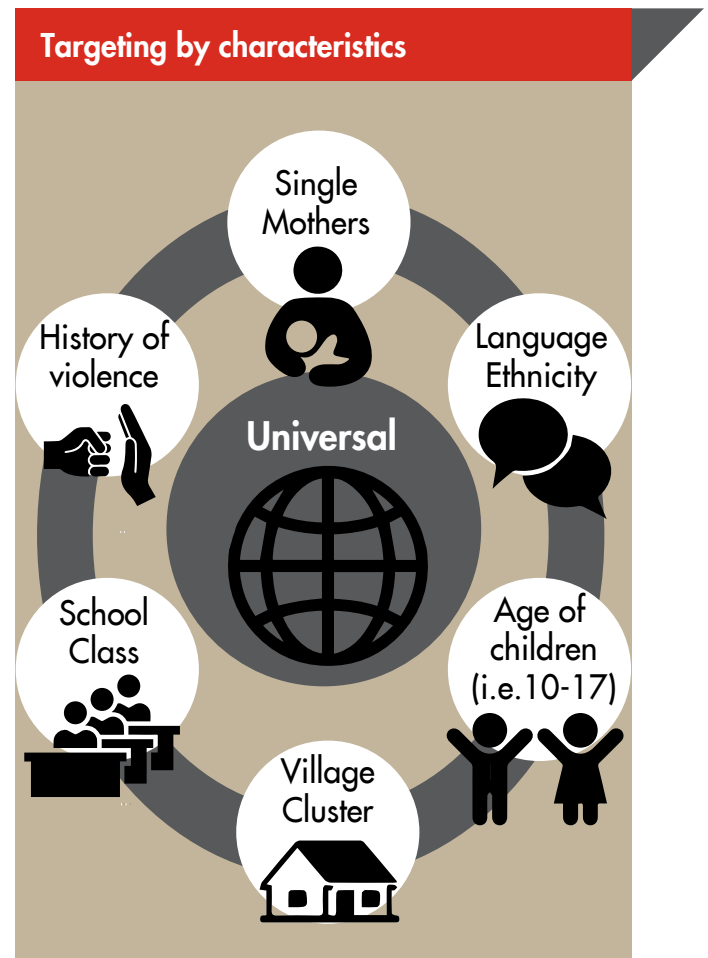 Targeting by characteristics
Single
Mothers
History of
violence
Language
Ethnicity
Universal
School
Class
Age of
children
(i.e.10-17)
Village
Cluster